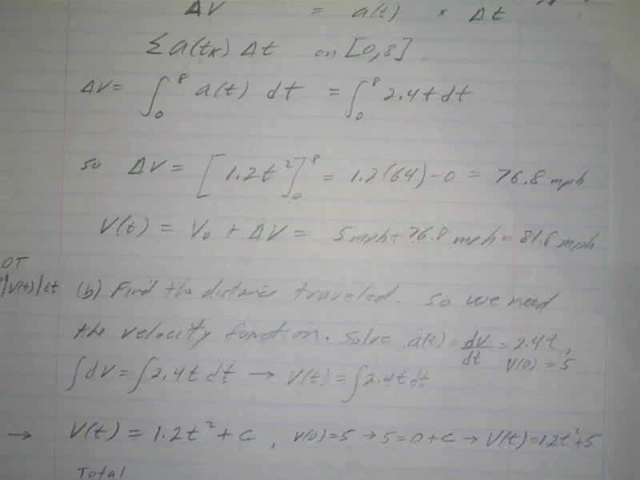 ΔV = a(t) × Δt
Σ a(tₖ) Δt on [0,8]
ΔV = ∫₀⁸ a(t) dt = ∫₀⁸ 2.4t dt
so ΔV = [1.2t²]₀⁸ = 1.2(64) - 0 = 76.8 mph
V(t) = V₀ + ΔV = 5mph + 76.8 mph = 81.8 mph
DT
|V(t)|dt (b) Find the distance traveled. So we need
the velocity function. Solve a(t) = dV/dt = 2.4t, V(0) = 5
∫dV = ∫2.4t dt → V(t) = ∫2.4t dt
→ V(t) = 1.2t² + C, V(0)=5 → 5=0+C → V(t)=1.2t²+5
Total